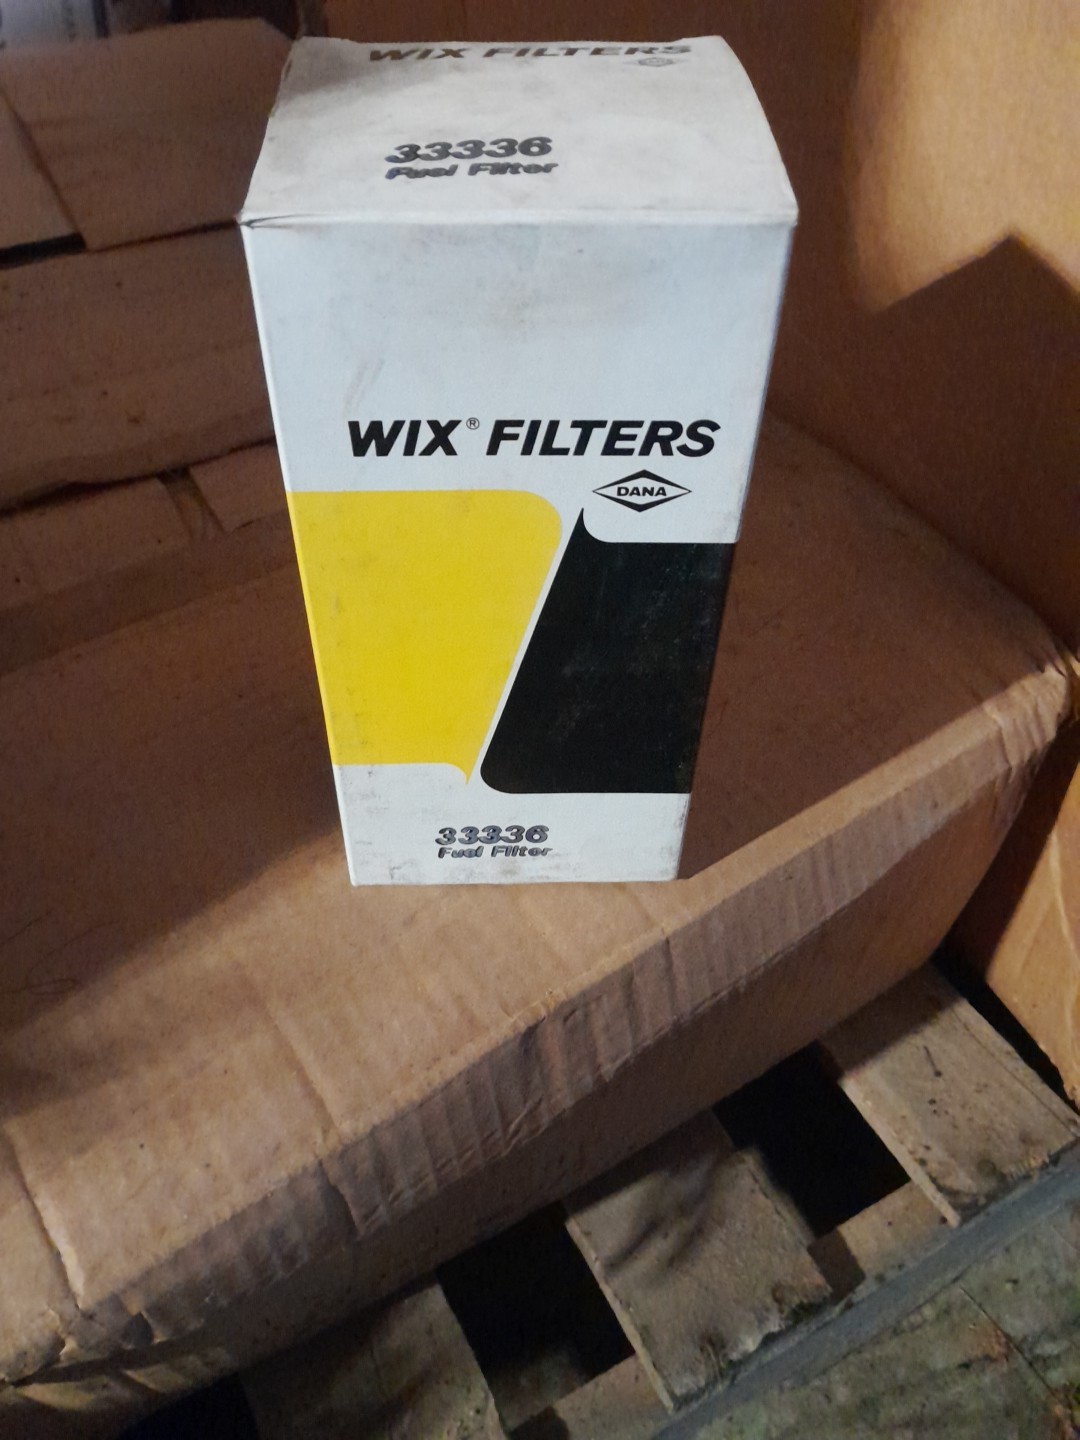 WIX FILTERS
33336
Fuel Filter
WIX® FILTERS
DANA
33336
Fuel Filter